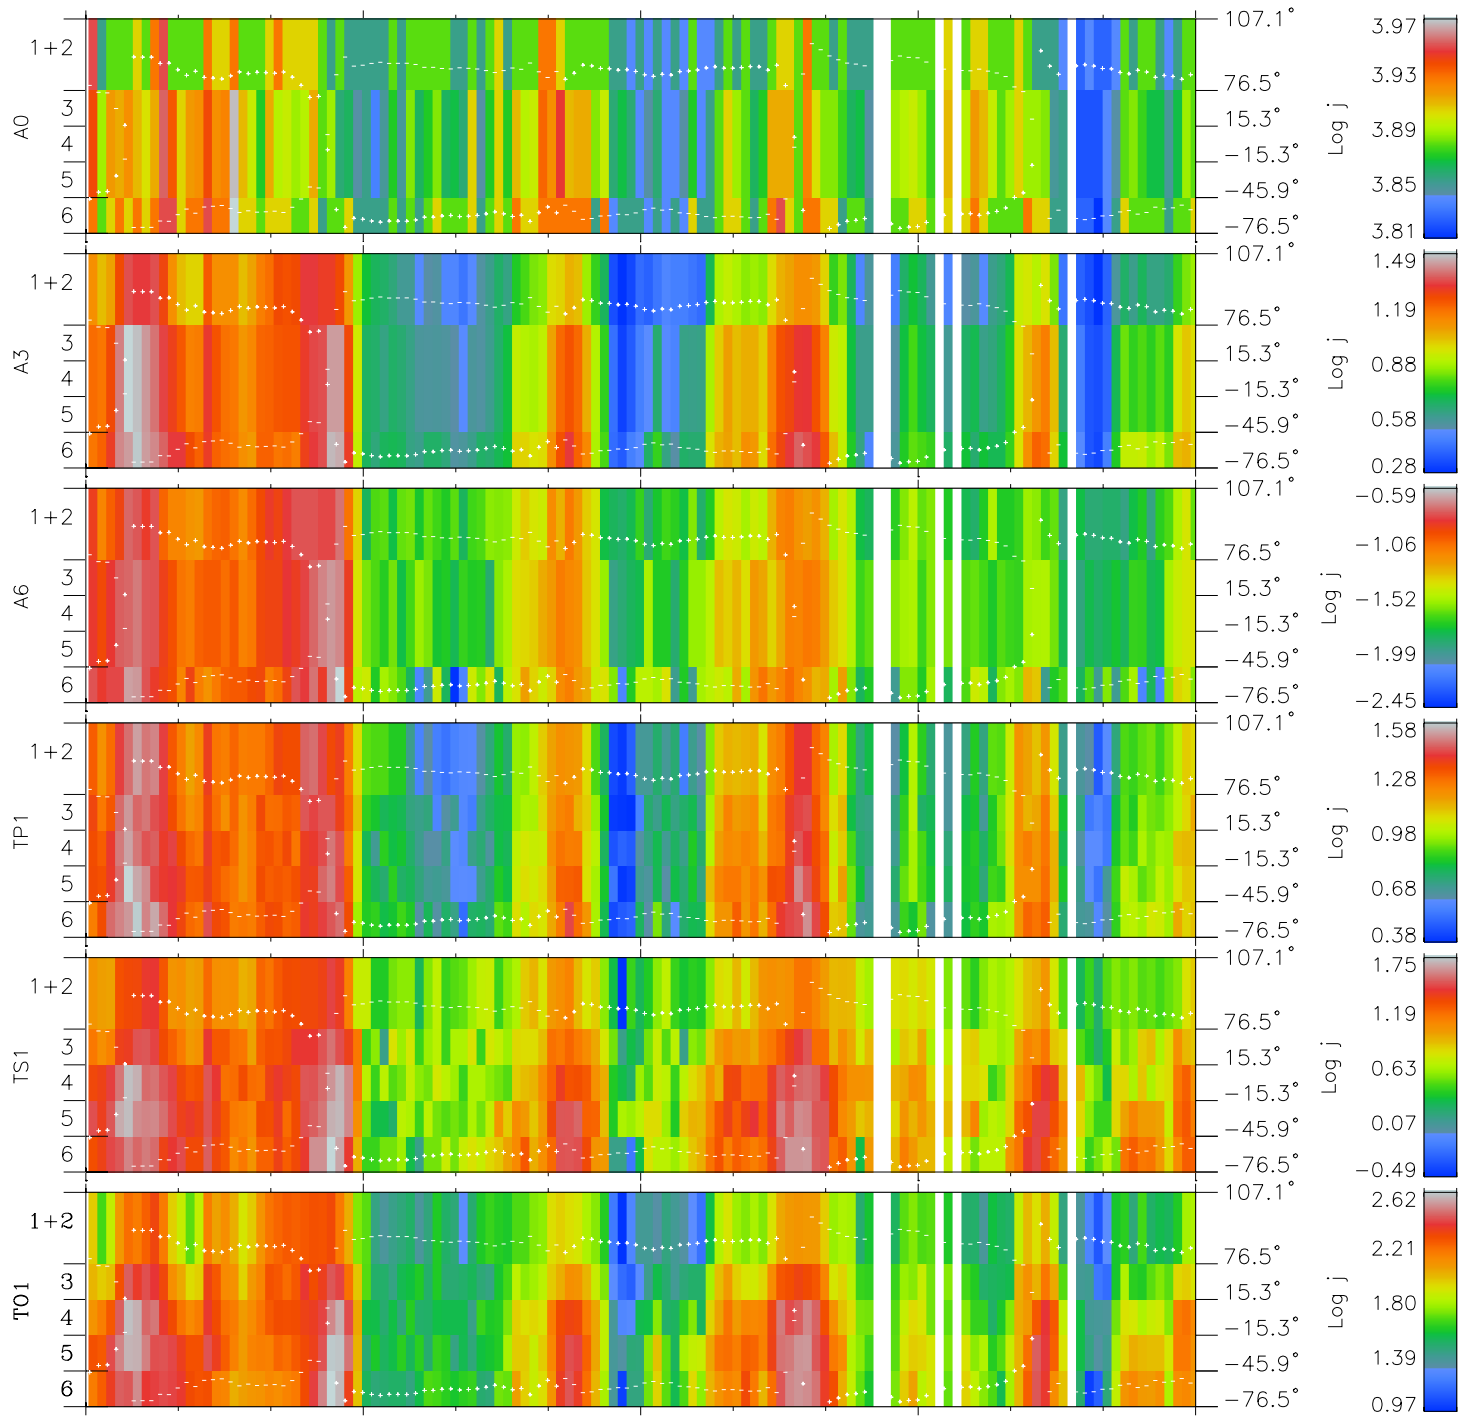 A0 1+2 3 4 5 6 107.1° 76.5° 15.3° −15.3° −45.9° −76.5° Log j 3.97 3.93 3.89 3.85 3.81
A3 1+2 3 4 5 6 107.1° 76.5° 15.3° −15.3° −45.9° −76.5° Log j 1.49 1.19 0.88 0.58 0.28
A6 1+2 3 4 5 6 107.1° 76.5° 15.3° −15.3° −45.9° −76.5° Log j −0.59 −1.06 −1.52 −1.99 −2.45
TP1 1+2 3 4 5 6 107.1° 76.5° 15.3° −15.3° −45.9° −76.5° Log j 1.58 1.28 0.98 0.68 0.38
TS1 1+2 3 4 5 6 107.1° 76.5° 15.3° −15.3° −45.9° −76.5° Log j 1.75 1.19 0.63 0.07 −0.49
TO1 1+2 3 4 5 6 107.1° 76.5° 15.3° −15.3° −45.9° −76.5° Log j 2.62 2.21 1.80 1.39 0.97